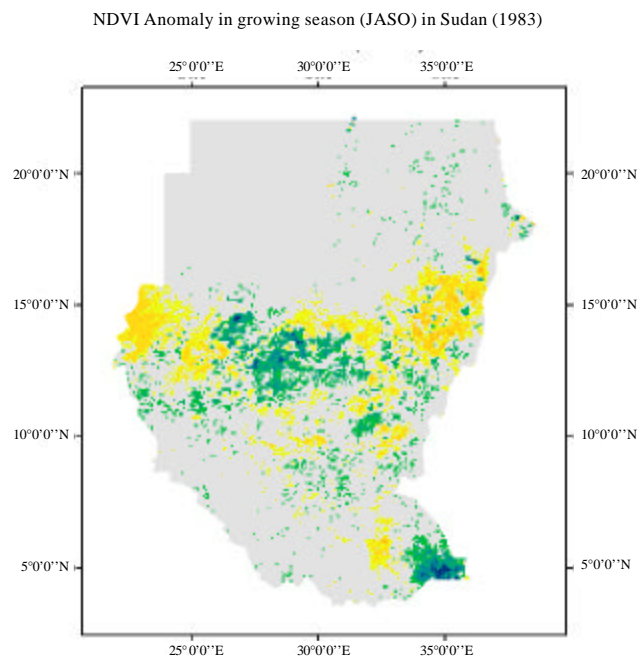 NDVI Anomaly in growing season (JASO) in Sudan (1983)
25°0'0’’E 30°0'0’’E 35°0'0’’E
20°0'0’’N 20°0'0’’N
15°0'0’’N 15°0'0’’N
10°0'0’’N 10°0'0’’N
5°0'0’’N 5°0'0’’N
25°0'0’’E 30°0'0’’E 35°0'0’’E